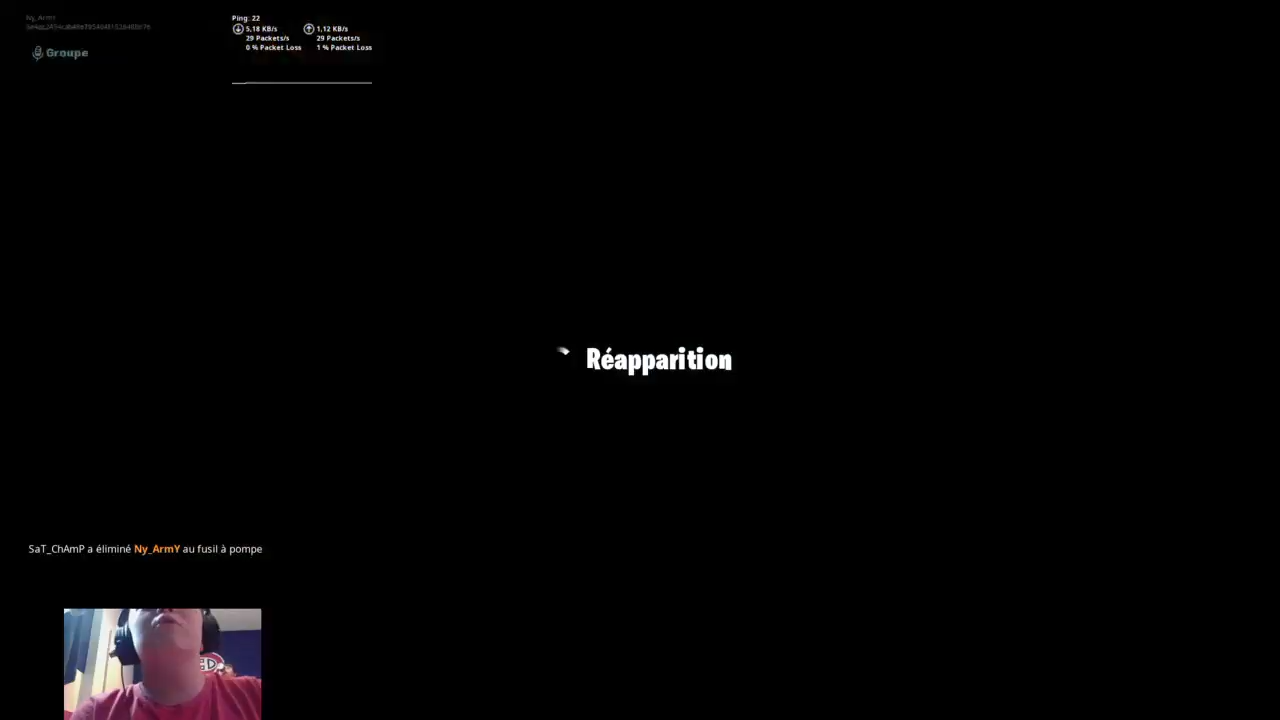 Ny_ArmY
Groupe
Ping: 22
5,18 KB/s
1,12 KB/s
29 Packets/s
29 Packets/s
0 % Packet Loss
1 % Packet Loss
Réapparition
SaT_ChAmP a éliminé Ny_ArmY au fusil à pompe